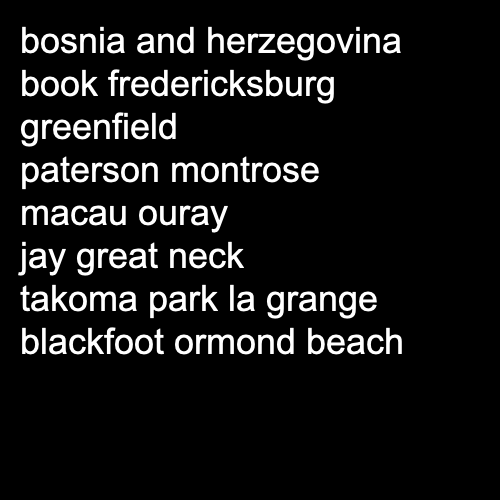 bosnia and herzegovina
book fredericksburg
greenfield
paterson montrose
macau ouray
jay great neck
takoma park la grange
blackfoot ormond beach